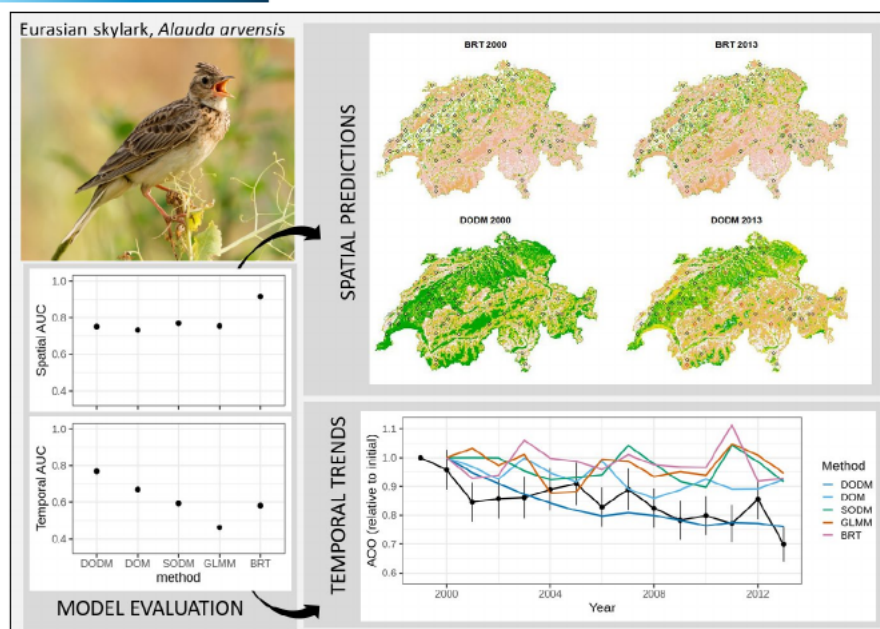 Eurasian skylark, Alauda arvensis
SPATIAL PREDICTIONS
BRT 2000
BRT 2013
DODM 2000
DODM 2013
1.0
0.8
0.6
0.4
Spatial AUC
1.0
0.8
0.6
0.4
Temporal AUC
DODM DOM SODM GLMM BRT
method
MODEL EVALUATION
TEMPORAL TRENDS
1.1
1.0
0.9
0.8
0.7
0.6
AOO (relative to initial)
2000 2004 2008 2012
Year
Method
DODM
DOM
SODM
GLMM
BRT